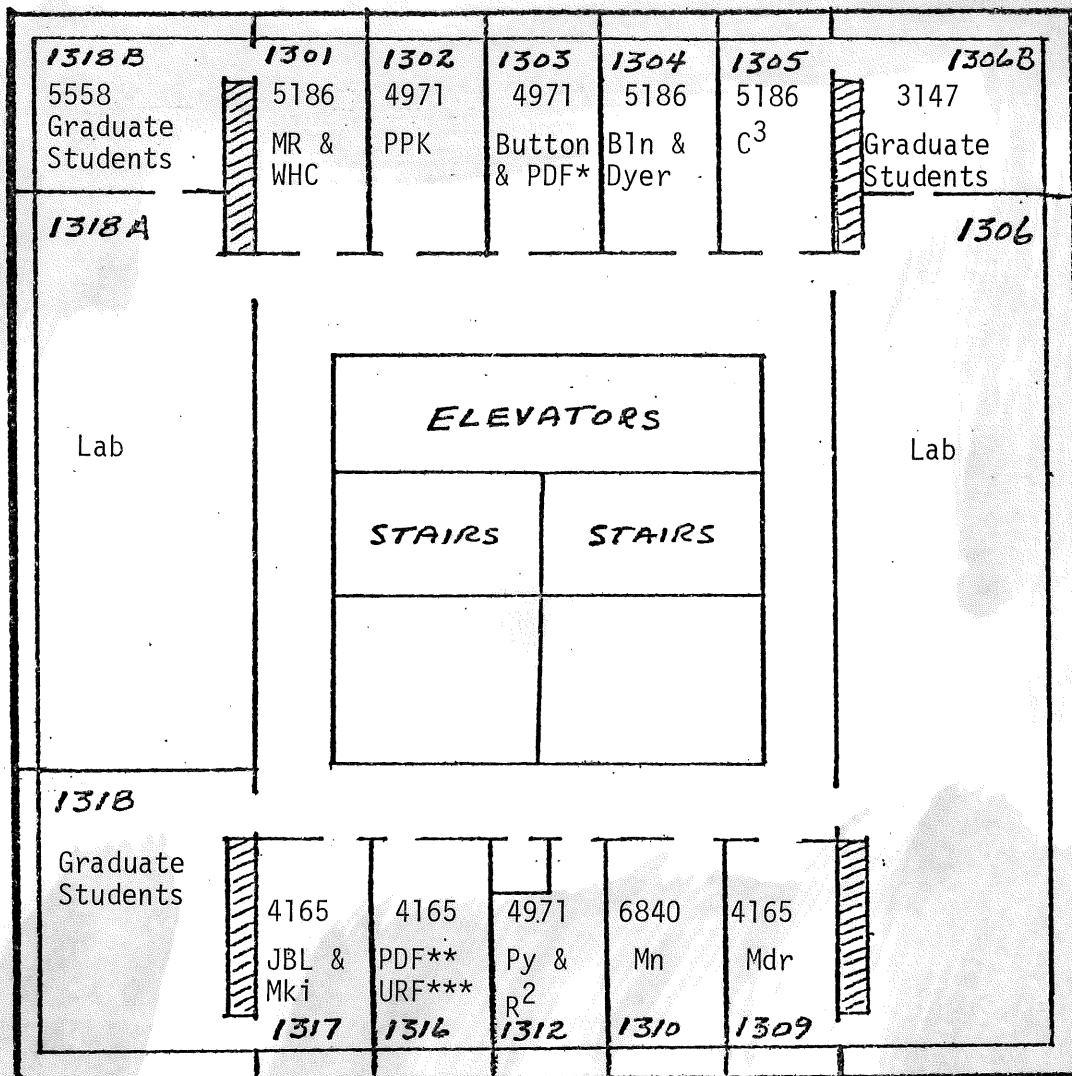 1318B
5558
Graduate
Students
1301
5186
MR &
WHC
1302
4971
PPK
1303
4971
Button
& PDF*
1304
5186
Bln &
Dyer
1305
5186
C3
1306B
3147
Graduate
Students
1318A
Lab
1306
Lab
ELEVATORS
STAIRS
STAIRS
1318
Graduate
Students
4165
JBL &
Mki
1317
4165
PDF**
URF***
1316
4971
Py &
R2
1312
6840
Mn
1310
4165
Mdr
1309